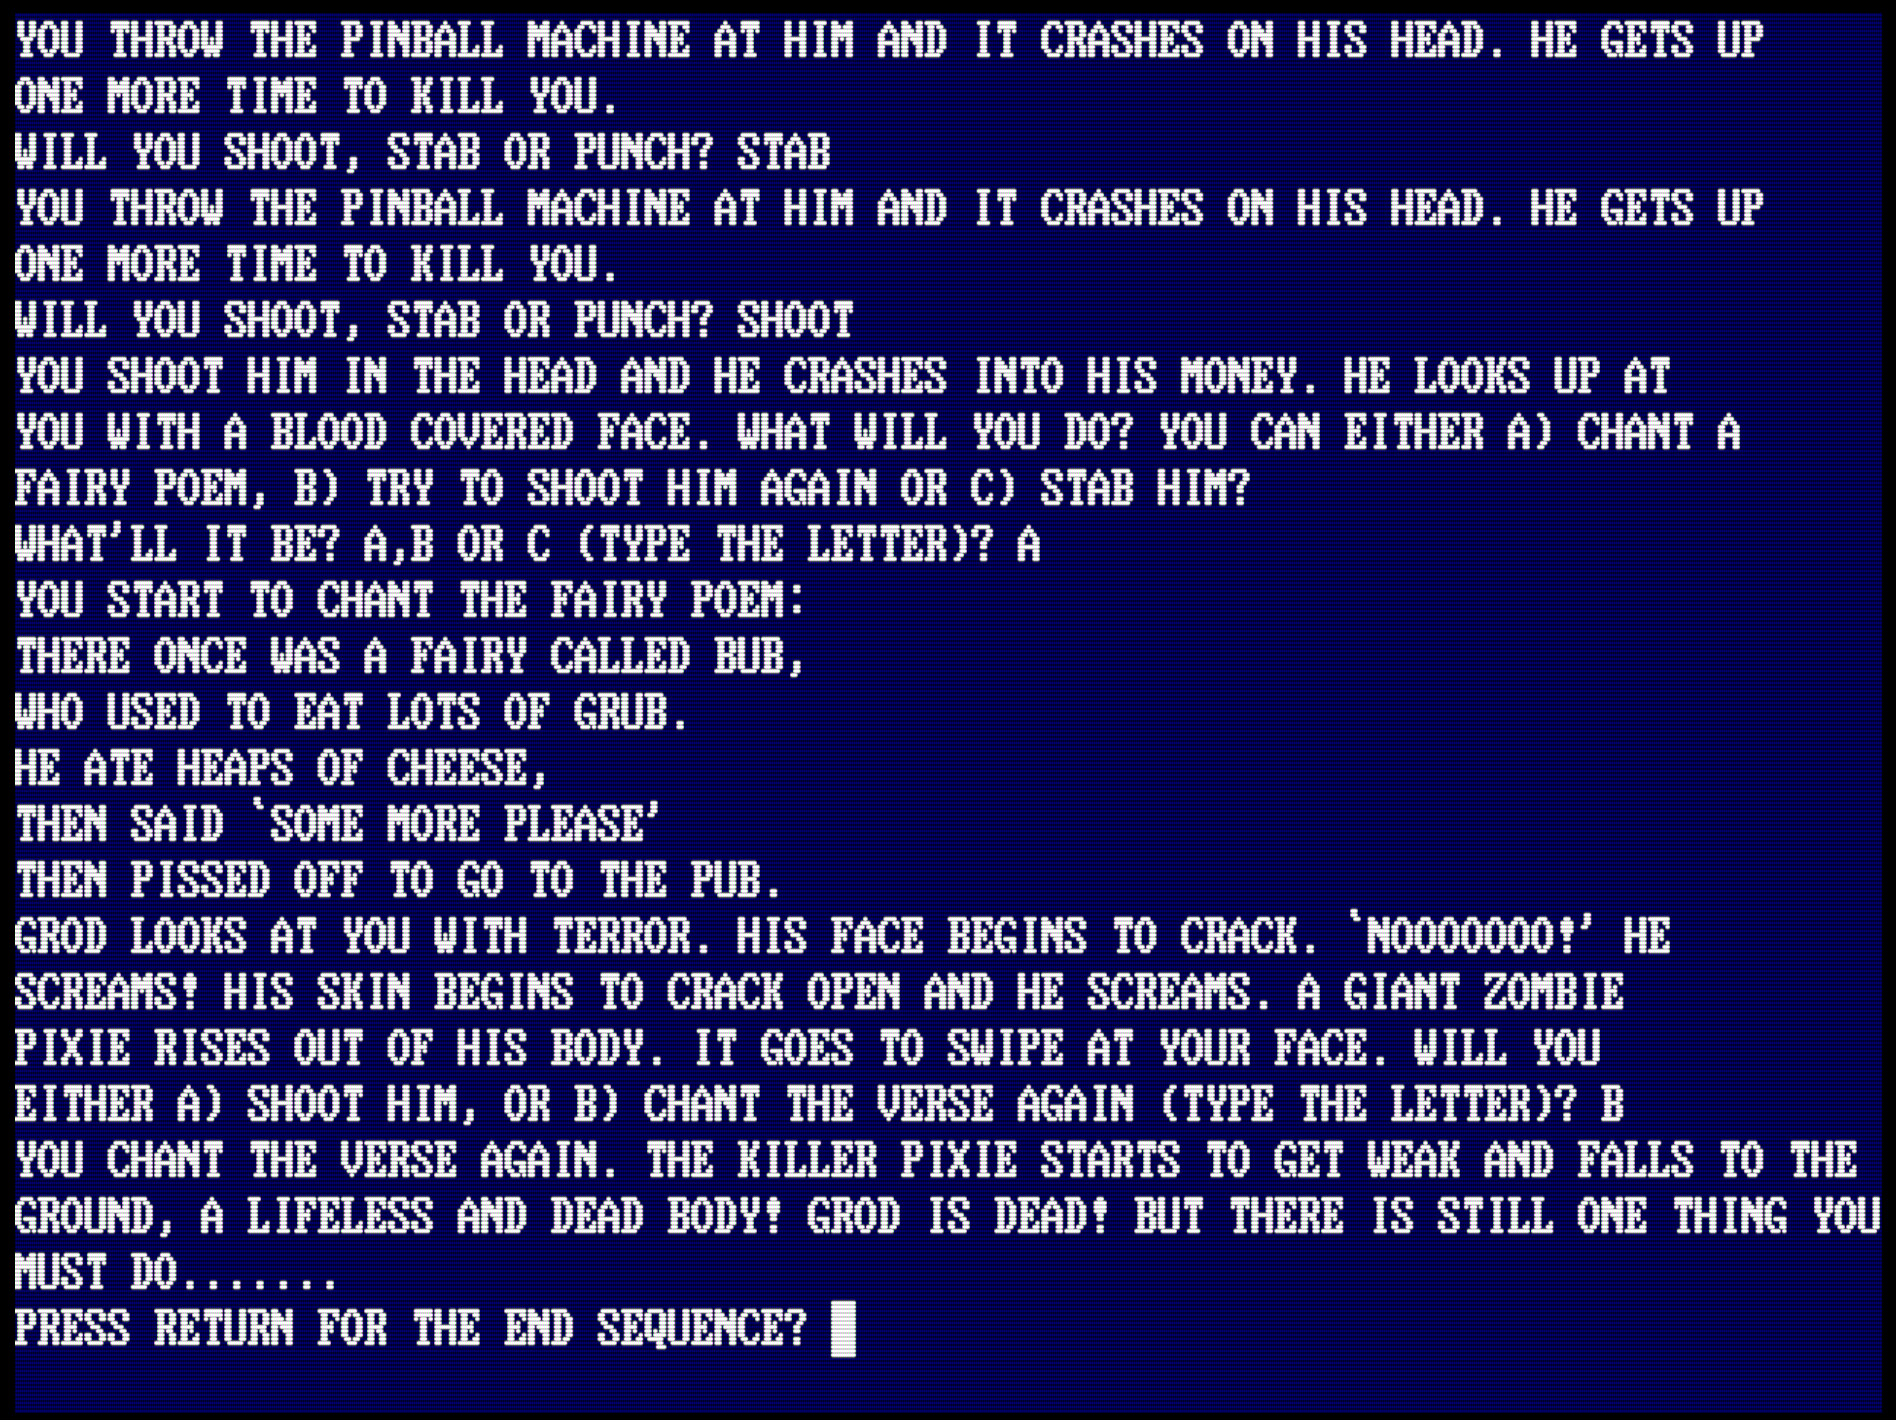 YOU THROW THE PINBALL MACHINE AT HIM AND IT CRASHES ON HIS HEAD. HE GETS UP
ONE MORE TIME TO KILL YOU.
WILL YOU SHOOT, STAB OR PUNCH? STAB
YOU THROW THE PINBALL MACHINE AT HIM AND IT CRASHES ON HIS HEAD. HE GETS UP
ONE MORE TIME TO KILL YOU.
WILL YOU SHOOT, STAB OR PUNCH? SHOOT
YOU SHOOT HIM IN THE HEAD AND HE CRASHES INTO HIS MONEY. HE LOOKS UP AT
YOU WITH A BLOOD COVERED FACE. WHAT WILL YOU DO? YOU CAN EITHER A) CHANT A
FAIRY POEM, B) TRY TO SHOOT HIM AGAIN OR C) STAB HIM?
WHAT'LL IT BE? A,B OR C (TYPE THE LETTER)? A
YOU START TO CHANT THE FAIRY POEM:
THERE ONCE WAS A FAIRY CALLED BUB,
WHO USED TO EAT LOTS OF GRUB.
HE ATE HEAPS OF CHEESE,
THEN SAID `SOME MORE PLEASE'
THEN PISSED OFF TO GO TO THE PUB.
GROD LOOKS AT YOU WITH TERROR. HIS FACE BEGINS TO CRACK. `NOOOOOOO!' HE
SCREAMS! HIS SKIN BEGINS TO CRACK OPEN AND HE SCREAMS. A GIANT ZOMBIE
PIXIE RISES OUT OF HIS BODY. IT GOES TO SWIPE AT YOUR FACE. WILL YOU
EITHER A) SHOOT HIM, OR B) CHANT THE VERSE AGAIN (TYPE THE LETTER)? B
YOU CHANT THE VERSE AGAIN. THE KILLER PIXIE STARTS TO GET WEAK AND FALLS TO THE
GROUND, A LIFELESS AND DEAD BODY! GROD IS DEAD! BUT THERE IS STILL ONE THING YOU
MUST DO.......
PRESS RETURN FOR THE END SEQUENCE?